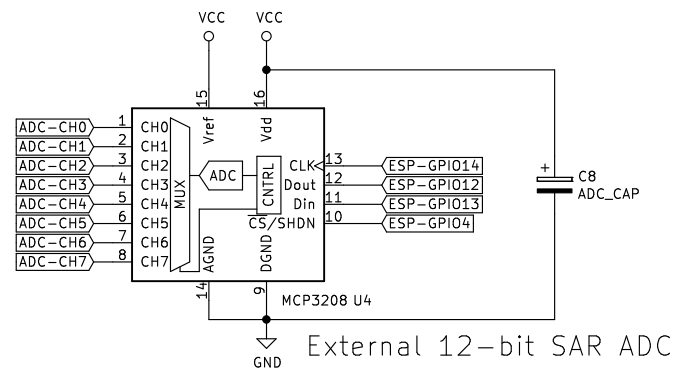 VCC VCC
15 16
Vref Vdd
ADC-CH0 1 CH0
ADC-CH1 2 CH1
ADC-CH2 3 CH2 CLK 13 ESP-GPIO14
ADC-CH3 4 CH3 MUX ADC CNTRL Dout 12 ESP-GPIO12
ADC-CH4 5 CH4 Din 11 ESP-GPIO13
ADC-CH5 6 CH5 CS/SHDN 10 ESP-GPIO4
ADC-CH6 7 CH6
ADC-CH7 8 CH7
AGND DGND
14 9
MCP3208 U4
+ C8
ADC_CAP
GND
External 12-bit SAR ADC